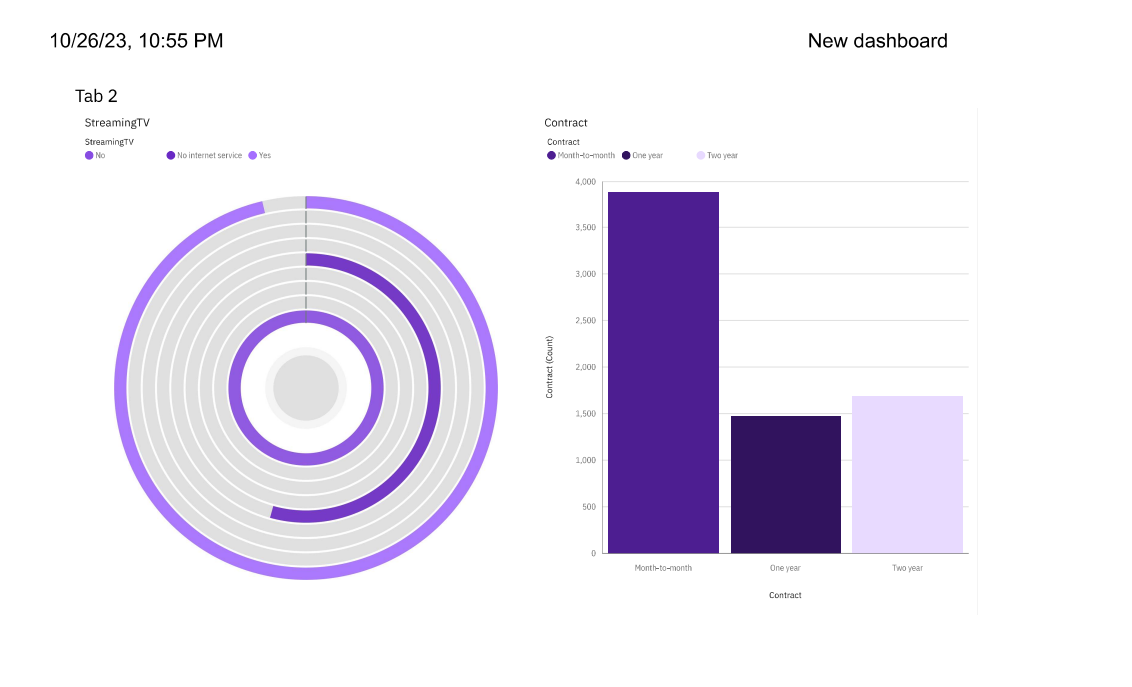 10/26/23, 10:55 PM New dashboard
Tab 2
StreamingTV
StreamingTV
No No internet service Yes
Contract
Contract
Month-to-month One year Two year
4,000
3,500
3,000
2,500
2,000
1,500
1,000
500
0
Contract (Count)
Month-to-month One year Two year
Contract